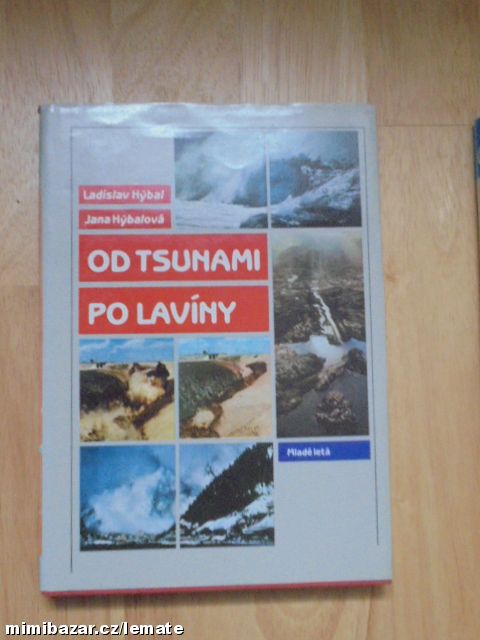 Ladislav Hýbal
Jana Hýbalová
OD TSUNAMI
PO LAVÍNY
Mladé letá
mimibazar.cz/lemate